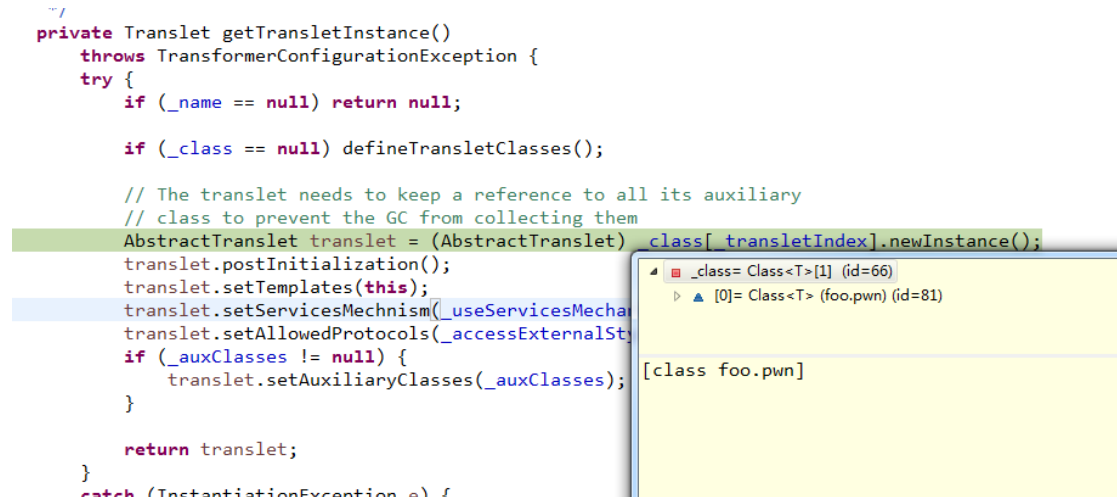 */
private Translet getTransletInstance()
throws TransformerConfigurationException {
try {
if (_name == null) return null;
if (_class == null) defineTransletClasses();
// The translet needs to keep a reference to all its auxiliary
// class to prevent the GC from collecting them
AbstractTranslet translet = (AbstractTranslet) _class[_transletIndex].newInstance();
translet.postInitialization();
translet.setTemplates(this);
translet.setServicesMechnism(_useServicesMecha
translet.setAllowedProtocols(_accessExternalSty
if (_auxClasses != null) {
translet.setAuxiliaryClasses(_auxClasses);
}
return translet;
}
catch (InstantiationException e) {
_class= Class<T>[1] (id=66)
[0]= Class<T> (foo.pwn) (id=81)
[class foo.pwn]